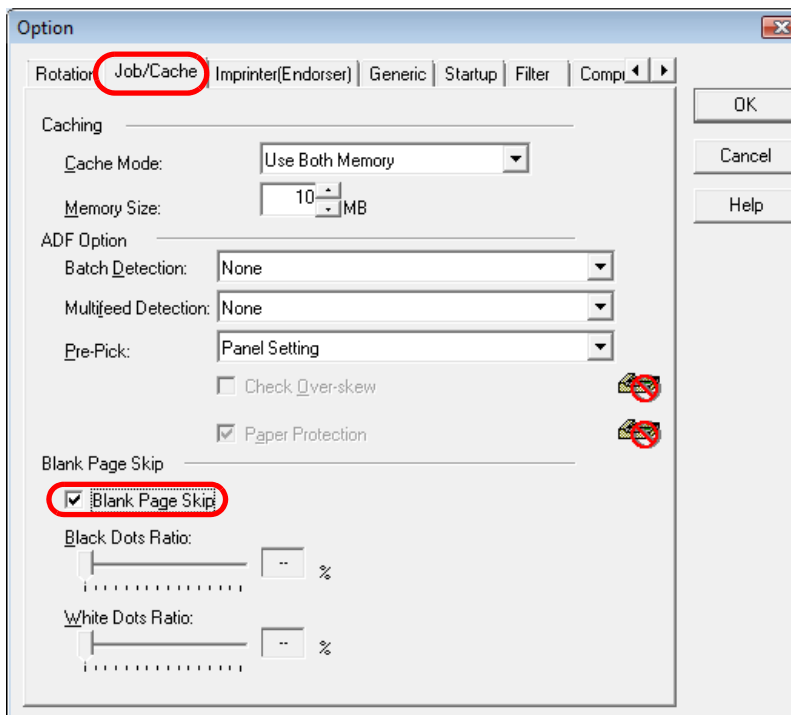 Option
Rotation Job/Cache Imprinter(Endorser) Generic Startup Filter
OK
Caching
Cancel
Cache Mode: Use Both Memory
Memory Size: 10 MB
Help
ADF Option
Batch Detection: None
Multifeed Detection: None
Pre-Pick: Panel Setting
Check Over-skew
Paper Protection
Blank Page Skip
Blank Page Skip
Black Dots Ratio:
-- %
White Dots Ratio:
-- %